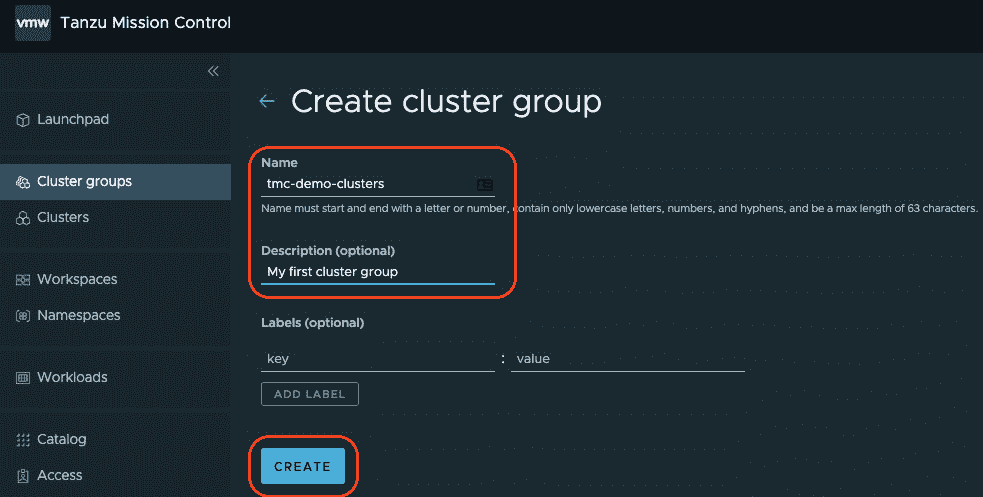 vmw Tanzu Mission Control
Launchpad
Cluster groups
Clusters
Workspaces
Namespaces
Workloads
Catalog
Access
Create cluster group
Name
tmc-demo-clusters
Name must start and end with a letter or number, contain only lowercase letters, numbers, and hyphens, and be a max length of 63 characters.
Description (optional)
My first cluster group
Labels (optional)
key : value
ADD LABEL
CREATE